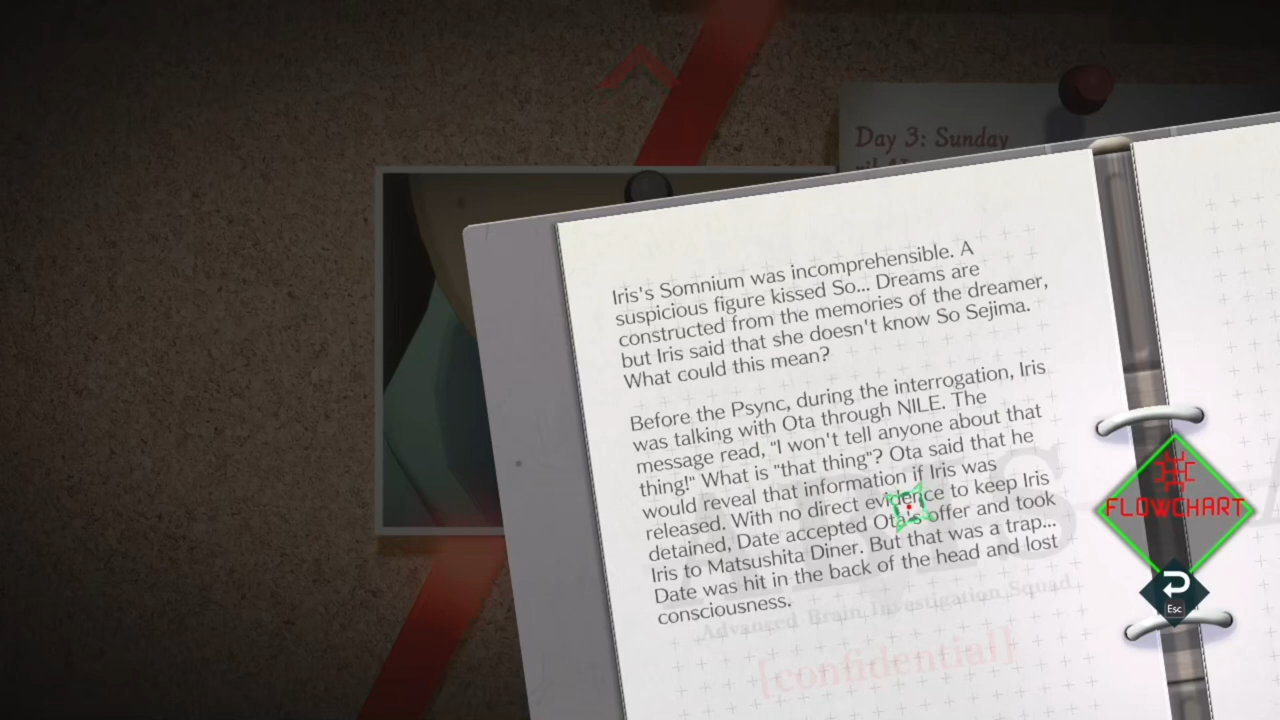 Day 3: Sunday
Iris's Somnium was incomprehensible. A
suspicious figure kissed So... Dreams are
constructed from the memories of the dreamer,
but Iris said that she doesn't know So Sejima.
What could this mean?
Before the Psync, during the interrogation, Iris
was talking with Ota through NILE. The
message read, "I won't tell anyone about that
thing!" What is "that thing"? Ota said that he
would reveal that information if Iris was
released. With no direct evidence to keep Iris
detained, Date accepted Ota's offer and took
Iris to Matsushita Diner. But that was a trap...
Date was hit in the back of the head and lost
consciousness.
Advanced Brain Investigation Squad
[confidential]
FLOWCHART
Esc